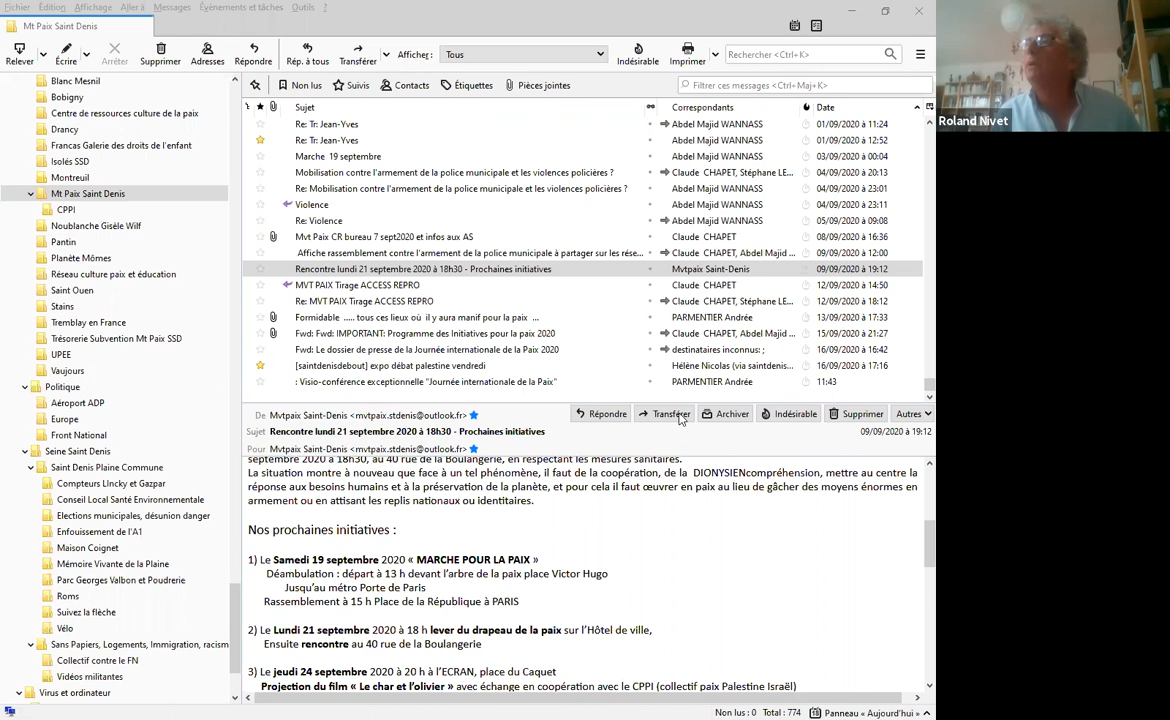 Fichier Édition Affichage Aller à Messages Évènements et tâches Outils ?
Mt Paix Saint Denis
Relever Écrire Arrêter Supprimer Adresses Répondre Rép. à tous Transférer Afficher : Tous Indésirable Imprimer Rechercher <Ctrl+K>
Non lus Suivis Contacts Étiquettes Pièces jointes Filtrer ces messages <Ctrl+Maj+K>
Blanc Mesnil
Bobigny
Centre de ressources culture de la paix
Drancy
Francas Galerie des droits de l'enfant
Isolés SSD
Montreuil
Mt Paix Saint Denis
CPPI
Noublanche Gisèle Wilf
Pantin
Planète Mômes
Réseau culture paix et éducation
Saint Ouen
Stains
Tremblay en France
Trésorerie Subvention Mt Paix SSD
UPEE
Vaujours
Politique
Aéroport ADP
Europe
Front National
Seine Saint Denis
Saint Denis Plaine Commune
Compteurs LIncky et Gazpar
Conseil Local Santé Environnementale
Elections municipales, désunion danger
Enfouissement de l'A1
Maison Coignet
Mémoire Vivante de la Plaine
Parc Georges Valbon et Poudrerie
Roms
Suivez la flèche
Vélo
Sans Papiers, Logements, Immigration, racism
Collectif contre le FN
Vidéos militantes
Virus et ordinateur
Sujet Correspondants Date
Re: Tr: Jean-Yves Abdel Majid WANNASS 01/09/2020 à 11:24
Re: Tr: Jean-Yves Abdel Majid WANNASS 01/09/2020 à 12:52
Marche 19 septembre Abdel Majid WANNASS 03/09/2020 à 00:04
Mobilisation contre l'armement de la police municipale et les violences policières ? Claude CHAPET, Stéphane LE... 04/09/2020 à 20:13
Re: Mobilisation contre l'armement de la police municipale et les violences policières ? Abdel Majid WANNASS 04/09/2020 à 23:01
Violence Abdel Majid WANNASS 04/09/2020 à 23:11
Re: Violence Abdel Majid WANNASS 05/09/2020 à 09:08
Mvt Paix CR bureau 7 sept2020 et infos aux AS Claude CHAPET 08/09/2020 à 16:36
Affiche rassemblement contre l'armement de la police municipale à partager sur les rése... Claude CHAPET, Abdel Majid ... 09/09/2020 à 12:00
Rencontre lundi 21 septembre 2020 à 18h30 - Prochaines initiatives Mvtpaix Saint-Denis 09/09/2020 à 19:12
MVT PAIX Tirage ACCESS REPRO Claude CHAPET 12/09/2020 à 14:50
Re: MVT PAIX Tirage ACCESS REPRO Claude CHAPET, Stéphane LE... 12/09/2020 à 18:12
Formidable ..... tous ces lieux où il y aura manif pour la paix ... PARMENTIER Andrée 13/09/2020 à 17:33
Fwd: Fwd: IMPORTANT: Programme des Initiatives pour la paix 2020 Claude CHAPET, Abdel Majid ... 15/09/2020 à 21:27
Fwd: Le dossier de presse de la Journée internationale de la Paix 2020 destinataires inconnus: ; 16/09/2020 à 16:42
[saintdenisdebout] expo débat palestine vendredi Hélène Nicolas (via saintdenis... 16/09/2020 à 17:16
: Visio-conférence exceptionnelle "Journée internationale de la Paix" PARMENTIER Andrée 11:43
De Mvtpaix Saint-Denis <mvtpaix.stdenis@outlook.fr> Répondre Transférer Archiver Indésirable Supprimer Autres
Sujet Rencontre lundi 21 septembre 2020 à 18h30 - Prochaines initiatives 09/09/2020 à 19:12
Pour Mvtpaix Saint-Denis <mvtpaix.stdenis@outlook.fr>
septembre 2020 à 18h30, au 40 rue de la Boulangerie, en respectant les mesures sanitaires.
La situation montre à nouveau que face à un tel phénomène, il faut de la coopération, de la DIONYSIENcompréhension, mettre au centre la
réponse aux besoins humains et à la préservation de la planète, et pour cela il faut œuvrer en paix au lieu de gâcher des moyens énormes en
armement ou en attisant les replis nationaux ou identitaires.
Nos prochaines initiatives :
1) Le Samedi 19 septembre 2020 « MARCHE POUR LA PAIX »
Déambulation : départ à 13 h devant l'arbre de la paix place Victor Hugo
Jusqu'au métro Porte de Paris
Rassemblement à 15 h Place de la République à PARIS
2) Le Lundi 21 septembre 2020 à 18 h lever du drapeau de la paix sur l'Hôtel de ville,
Ensuite rencontre au 40 rue de la Boulangerie
3) Le jeudi 24 septembre 2020 à 20 h à l'ECRAN, place du Caquet
Projection du film « Le char et l'olivier » avec échange en coopération avec le CPPI (collectif paix Palestine Israël)
Non lus : 0 Total : 774 Panneau « Aujourd'hui »
Roland Nivet